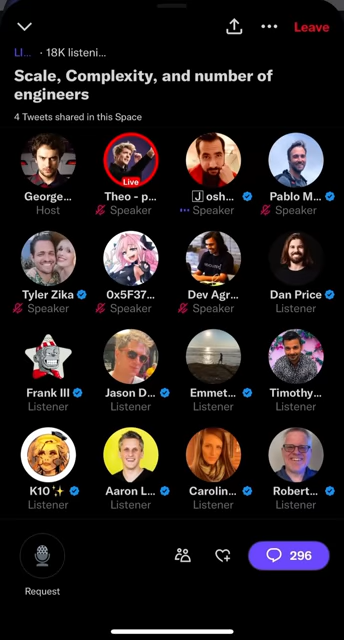 Leave
LI... · 18K listeni...
Scale, Complexity, and number of
engineers
4 Tweets shared in this Space
Live
George... Theo - p... 🄹 osh... Pablo M...
Host Speaker Speaker Speaker
Tyler Zika 0x5F37... Dev Agr... Dan Price
Speaker Speaker Speaker Listener
Frank III Jason D... Emmet... Timothy...
Listener Listener Listener Listener
K10 ✨ Aaron L... Carolin... Robert...
Listener Listener Listener Listener
296
Request